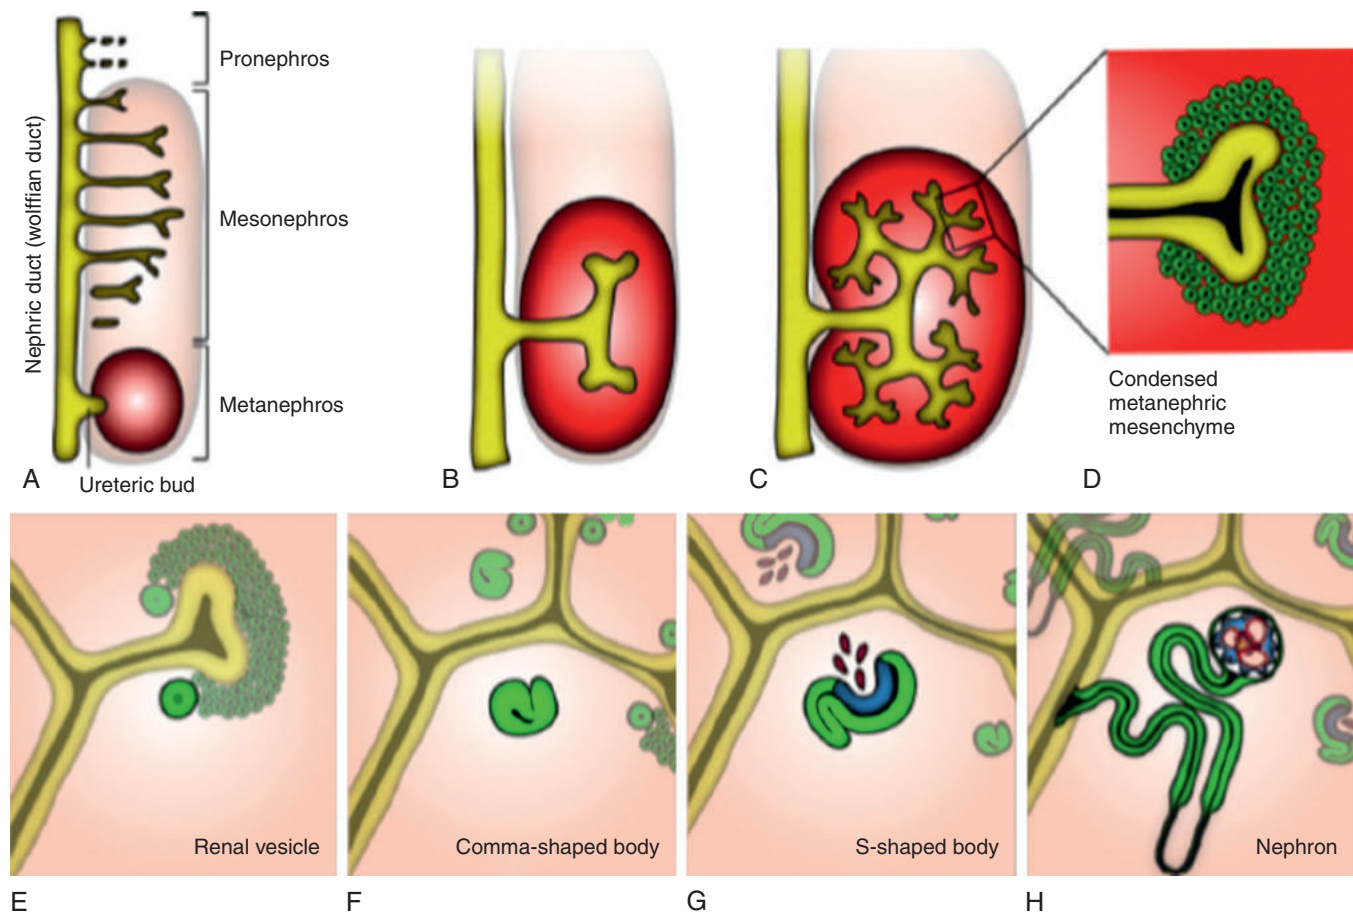 Nephric duct (wolffian duct)
Pronephros
Mesonephros
Metanephros
Ureteric bud
A
B
C
D
Condensed
metanephric
mesenchyme
Renal vesicle
Comma-shaped body
S-shaped body
Nephron
E
F
G
H